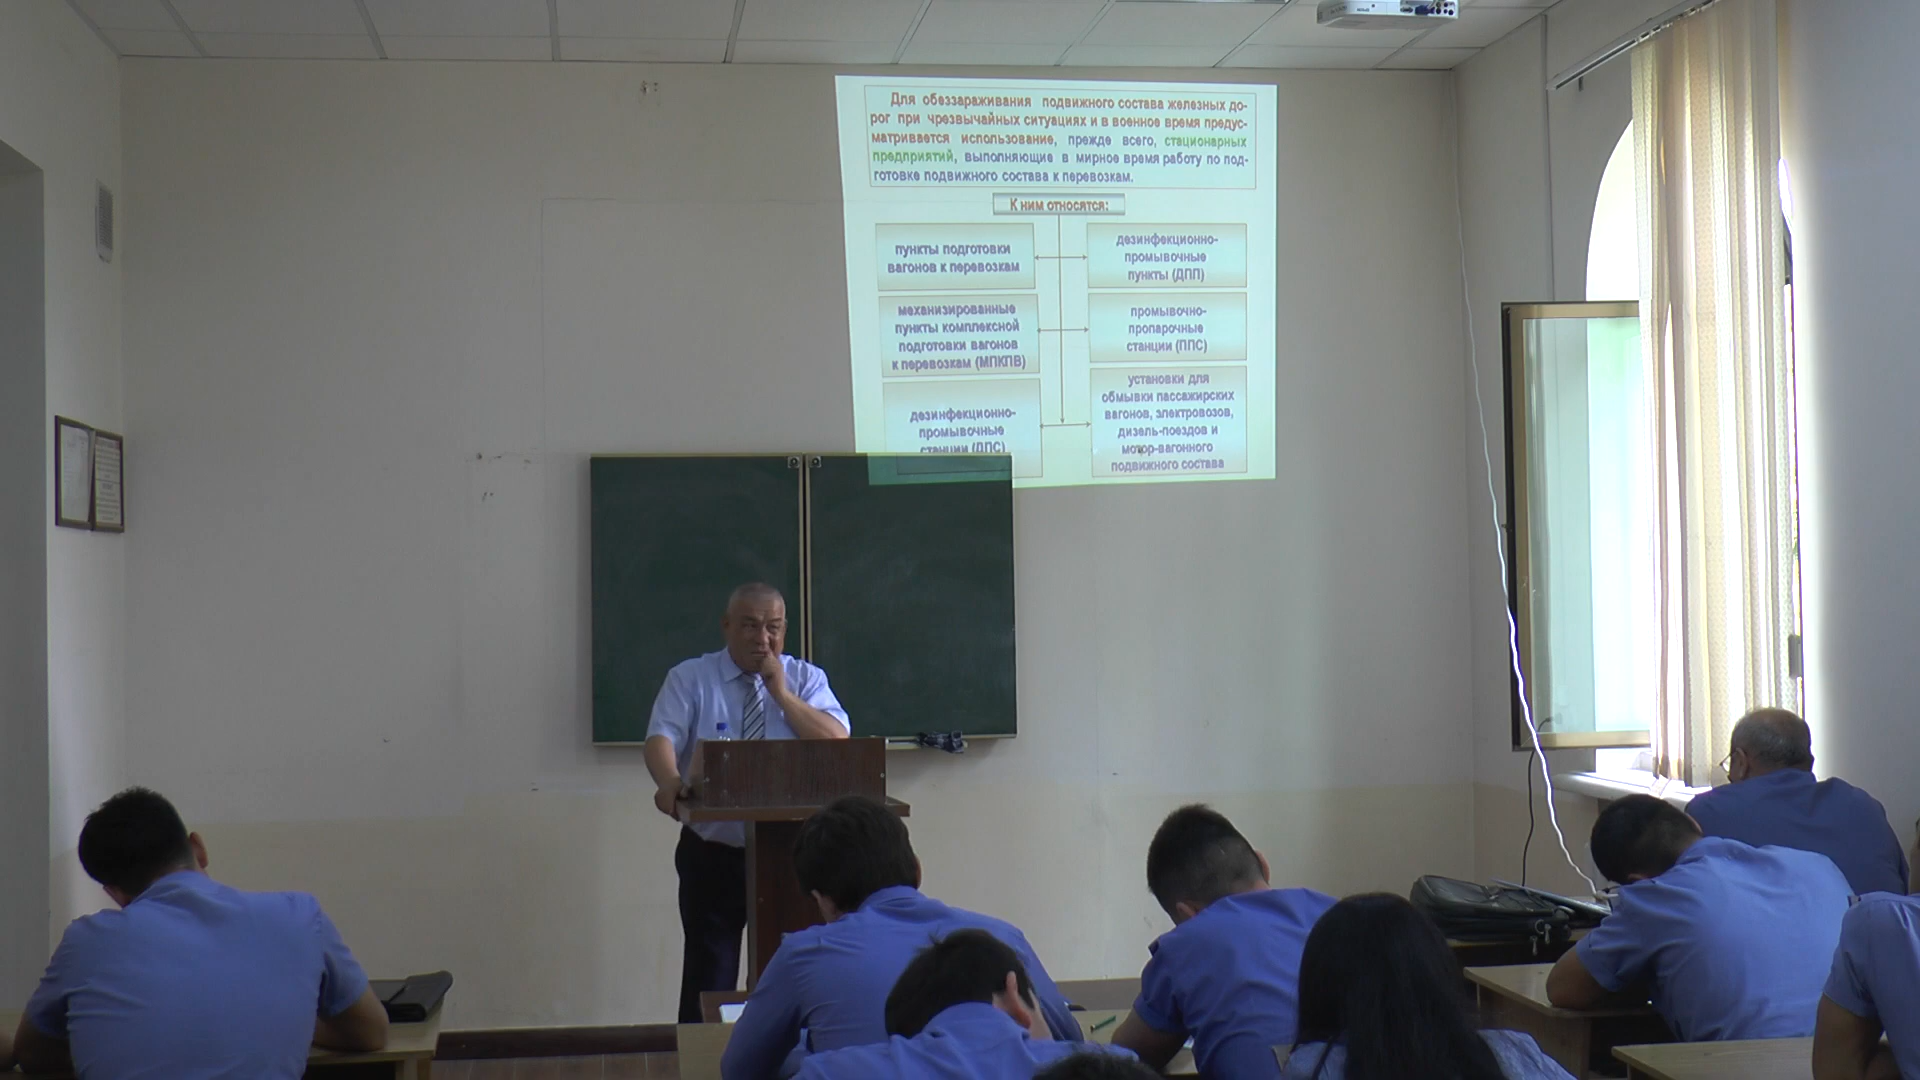 Для обеззараживания подвижного состава железных до-
рог при чрезвычайных ситуациях и в военное время предус-
матривается использование, прежде всего, стационарных
предприятий, выполняющие в мирное время работу по под-
готовке подвижного состава к перевозкам.
К ним относятся:
пункты подготовки
вагонов к перевозкам
механизированные
пункты комплексной
подготовки вагонов
к перевозкам (МПКПВ)
дезинфекционно-
промывочные
станции (ДПС)
дезинфекционно-
промывочные
пункты (ДПП)
промывочно-
пропарочные
станции (ППС)
установки для
обмывки пассажирских
вагонов, электровозов,
дизель-поездов и
мотор-вагонного
подвижного состава